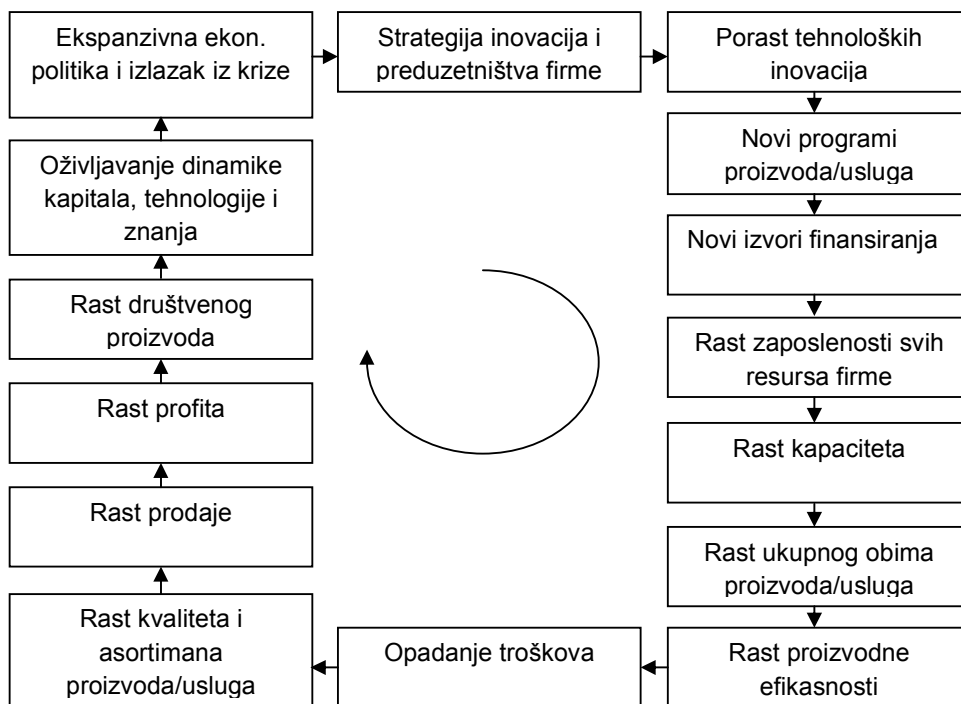 Ekspanzivna ekon.
politika i izlazak iz krize
Strategija inovacija i
preduzetništva firme
Porast tehnoloških
inovacija
Novi programi
proizvoda/usluga
Novi izvori finansiranja
Rast zaposlenosti svih
resursa firme
Rast kapaciteta
Rast ukupnog obima
proizvoda/usluga
Rast proizvodne
efikasnosti
Opadanje troškova
Rast kvaliteta i
asortimana
proizvoda/usluga
Rast prodaje
Rast profita
Rast društvenog
proizvoda
Oživljavanje dinamike
kapitala, tehnologije i
znanja